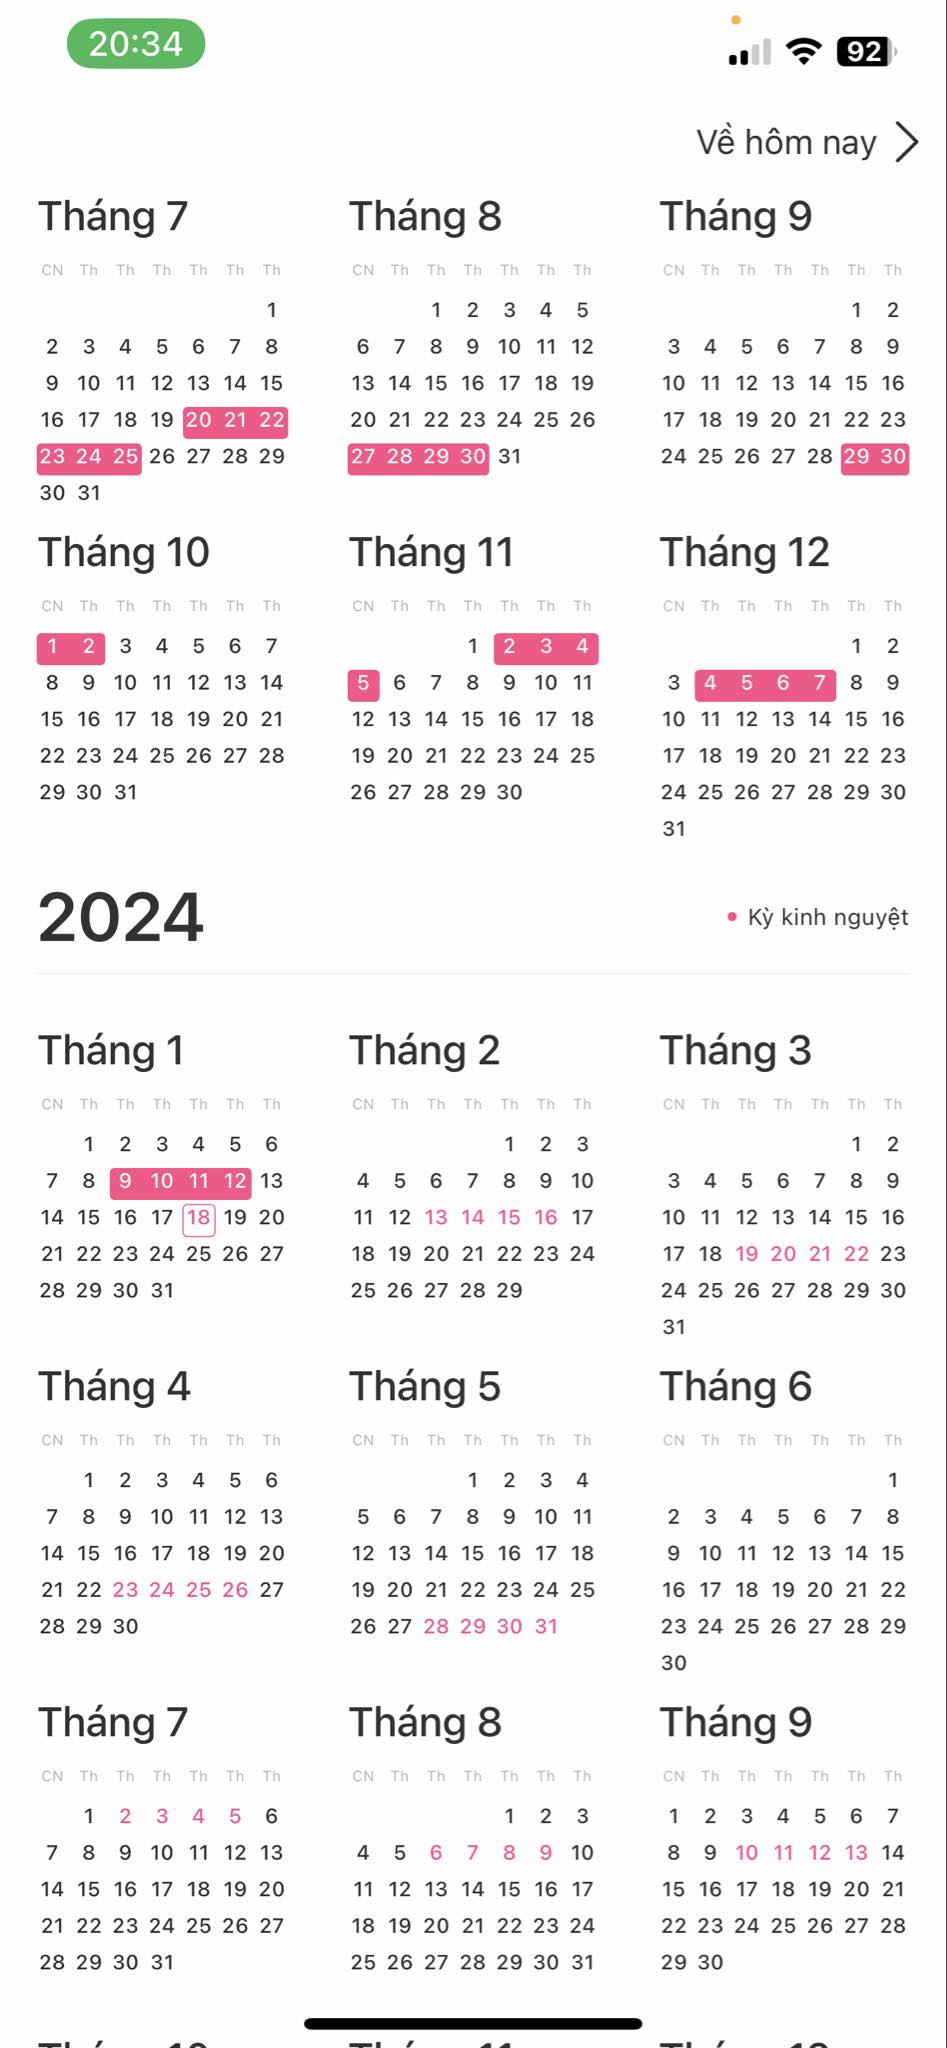 20:34
92
Về hôm nay
Tháng 7 Tháng 8 Tháng 9
CN Th Th Th Th Th Th CN Th Th Th Th Th Th CN Th Th Th Th Th Th
1 1 2 3 4 5 1 2
2 3 4 5 6 7 8 6 7 8 9 10 11 12 3 4 5 6 7 8 9
9 10 11 12 13 14 15 13 14 15 16 17 18 19 10 11 12 13 14 15 16
16 17 18 19 20 21 22 20 21 22 23 24 25 26 17 18 19 20 21 22 23
23 24 25 26 27 28 29 27 28 29 30 31 24 25 26 27 28 29 30
30 31
Tháng 10 Tháng 11 Tháng 12
CN Th Th Th Th Th Th CN Th Th Th Th Th Th CN Th Th Th Th Th Th
1 2 3 4 5 6 7 1 2 3 4 1 2
8 9 10 11 12 13 14 5 6 7 8 9 10 11 3 4 5 6 7 8 9
15 16 17 18 19 20 21 12 13 14 15 16 17 18 10 11 12 13 14 15 16
22 23 24 25 26 27 28 19 20 21 22 23 24 25 17 18 19 20 21 22 23
29 30 31 26 27 28 29 30 24 25 26 27 28 29 30
31
2024 Kỳ kinh nguyệt
Tháng 1 Tháng 2 Tháng 3
CN Th Th Th Th Th Th CN Th Th Th Th Th Th CN Th Th Th Th Th Th
1 2 3 4 5 6 1 2 3 1 2
7 8 9 10 11 12 13 4 5 6 7 8 9 10 3 4 5 6 7 8 9
14 15 16 17 18 19 20 11 12 13 14 15 16 17 10 11 12 13 14 15 16
21 22 23 24 25 26 27 18 19 20 21 22 23 24 17 18 19 20 21 22 23
28 29 30 31 25 26 27 28 29 24 25 26 27 28 29 30
31
Tháng 4 Tháng 5 Tháng 6
CN Th Th Th Th Th Th CN Th Th Th Th Th Th CN Th Th Th Th Th Th
1 2 3 4 5 6 1 2 3 4 1
7 8 9 10 11 12 13 5 6 7 8 9 10 11 2 3 4 5 6 7 8
14 15 16 17 18 19 20 12 13 14 15 16 17 18 9 10 11 12 13 14 15
21 22 23 24 25 26 27 19 20 21 22 23 24 25 16 17 18 19 20 21 22
28 29 30 26 27 28 29 30 31 23 24 25 26 27 28 29
30
Tháng 7 Tháng 8 Tháng 9
CN Th Th Th Th Th Th CN Th Th Th Th Th Th CN Th Th Th Th Th Th
1 2 3 4 5 6 1 2 3 1 2 3 4 5 6 7
7 8 9 10 11 12 13 4 5 6 7 8 9 10 8 9 10 11 12 13 14
14 15 16 17 18 19 20 11 12 13 14 15 16 17 15 16 17 18 19 20 21
21 22 23 24 25 26 27 18 19 20 21 22 23 24 22 23 24 25 26 27 28
28 29 30 31 25 26 27 28 29 30 31 29 30